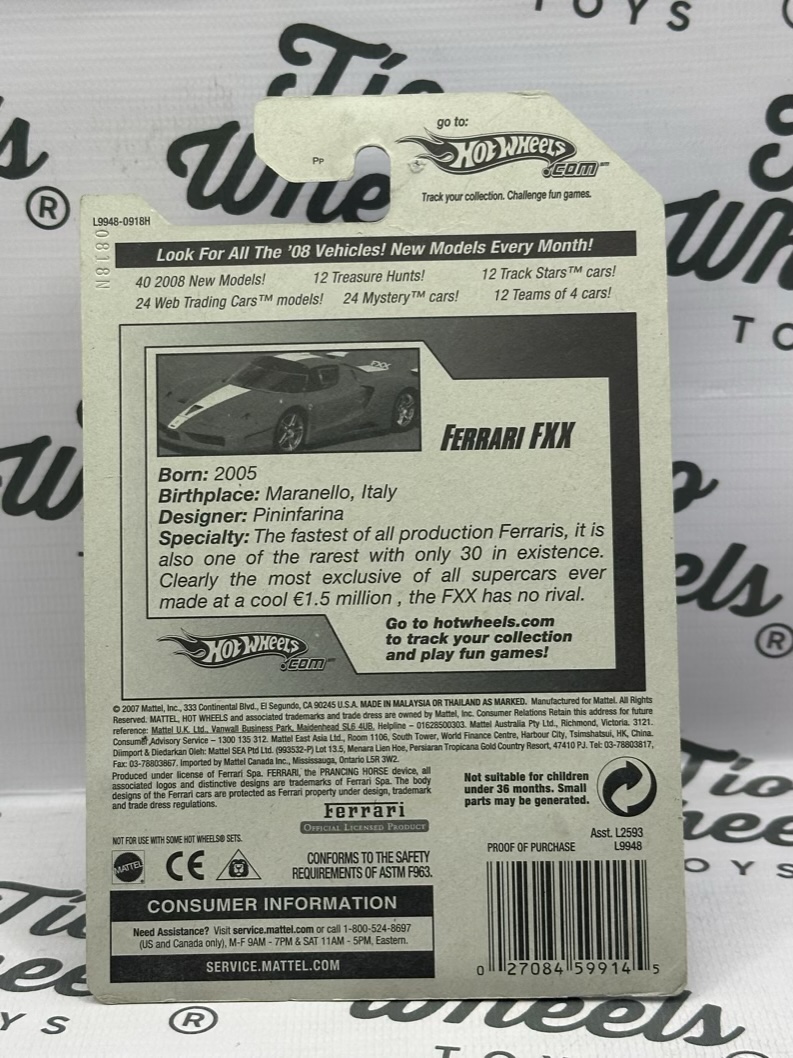 TOYS
Tio
Wheels
®
go to:
HOT WHEELS
.COM™
PP
Track your collection. Challenge fun games.
L9948-0918H
0818N
Look For All The '08 Vehicles! New Models Every Month!
40 2008 New Models! 12 Treasure Hunts! 12 Track Stars™ cars!
24 Web Trading Cars™ models! 24 Mystery™ cars! 12 Teams of 4 cars!
FXX
FERRARI FXX
Born: 2005
Birthplace: Maranello, Italy
Designer: Pininfarina
Specialty: The fastest of all production Ferraris, it is
also one of the rarest with only 30 in existence.
Clearly the most exclusive of all supercars ever
made at a cool €1.5 million , the FXX has no rival.
HOT WHEELS
.COM™
Go to hotwheels.com
to track your collection
and play fun games!
© 2007 Mattel, Inc., 333 Continental Blvd., El Segundo, CA 90245 U.S.A. MADE IN MALAYSIA OR THAILAND AS MARKED. Manufactured for Mattel. All Rights
Reserved. MATTEL, HOT WHEELS and associated trademarks and trade dress are owned by Mattel, Inc. Consumer Relations Retain this address for future
reference: Mattel U.K. Ltd., Vanwall Business Park, Maidenhead SL6 4UB. Helpline – 01628500303. Mattel Australia Pty Ltd., Richmond, Victoria. 3121.
Consumer Advisory Service – 1300 135 312. Mattel East Asia Ltd., Room 1106, South Tower, World Finance Centre, Harbour City, Tsimshatsui, HK, China.
Diimport & Diedarkan Oleh: Mattel SEA Ptd Ltd. (993532-P) Lot 13.5, Menara Lien Hoe, Persiaran Tropicana Gold Country Resort, 47410 PJ. Tel: 03-78803817,
Fax: 03-78803867. Imported by Mattel Canada Inc., Mississauga, Ontario L5R 3W2.
Produced under license of Ferrari Spa. FERRARI, the PRANCING HORSE device, all
associated logos and distinctive designs are trademarks of Ferrari Spa. The body
designs of the Ferrari cars are protected as Ferrari property under design, trademark
and trade dress regulations.
Ferrari
OFFICIAL LICENSED PRODUCT
Not suitable for children
under 36 months. Small
parts may be generated.
NOT FOR USE WITH SOME HOT WHEELS® SETS.
MATTEL
CE
CONFORMS TO THE SAFETY
REQUIREMENTS OF ASTM F963.
Asst. L2593
PROOF OF PURCHASE L9948
CONSUMER INFORMATION
Need Assistance? Visit service.mattel.com or call 1-800-524-8697
(US and Canada only), M-F 9AM - 7PM & SAT 11AM - 5PM, Eastern.
SERVICE.MATTEL.COM
0 27084 59914 5